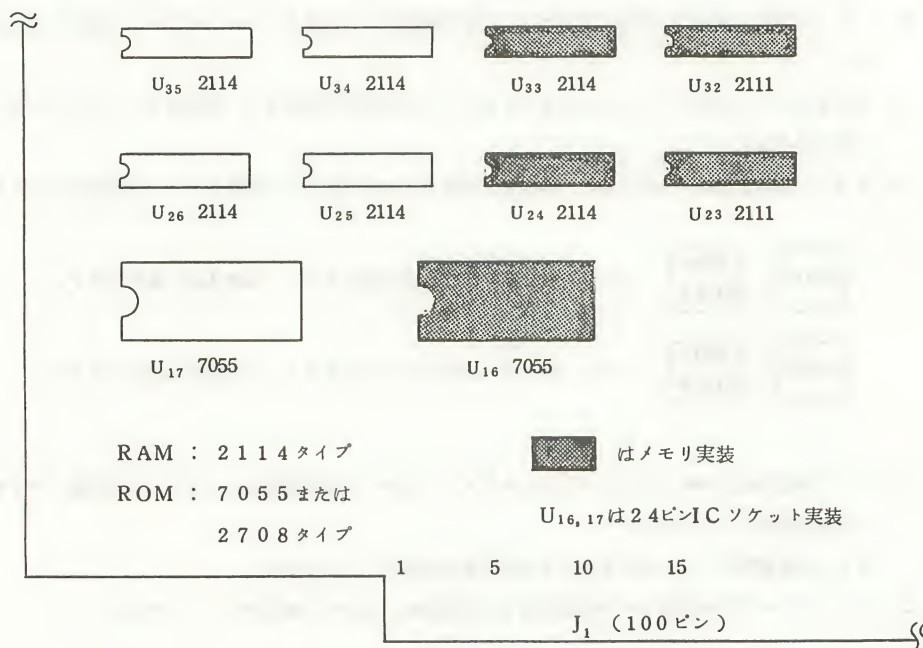 U35 2114 U34 2114 U33 2114 U32 2111
U26 2114 U25 2114 U24 2114 U23 2111
U17 7055 U16 7055
RAM : 2114タイプ
はメモリ実装
ROM : 7055または
2708タイプ
U16, 17は24ピンICソケット実装
1 5 10 15
J1 (100ピン)